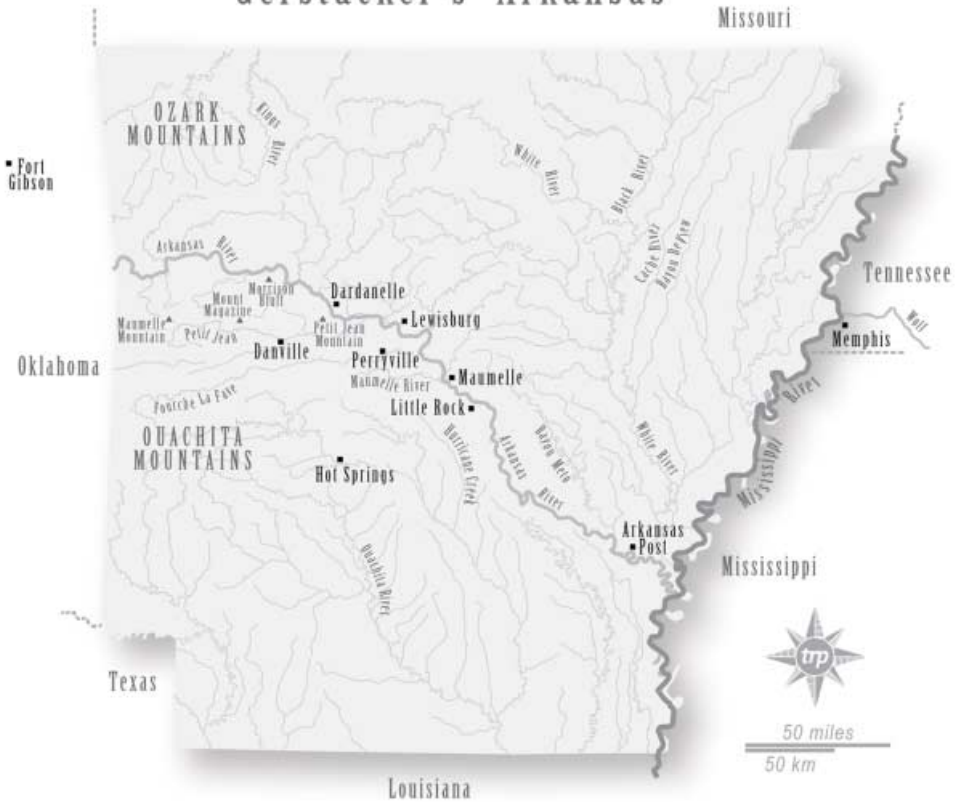 Gerstäcker's Arkansas
Missouri
OZARK
MOUNTAINS
Kings
River
Fort
Gibson
White
River
Black River
Cache River
Bayou DeView
Arkansas
River
Tennessee
Morrison
Bluff
Mount
Magazine
Dardanelle
Maumelle
Mountain
Petit Jean
Petit Jean
Mountain
Lewisburg
Wolf
Memphis
Danville
Perryville
Oklahoma
Maumelle River
Maumelle
Fourche La Fave
Little Rock
River
Mississippi
OUACHITA
MOUNTAINS
Hot Springs
Hurricane Creek
Arkansas
River
Bayou Meto
White River
Arkansas
Post
Ouachita River
Mississippi
trp
Texas
50 miles
50 km
Louisiana